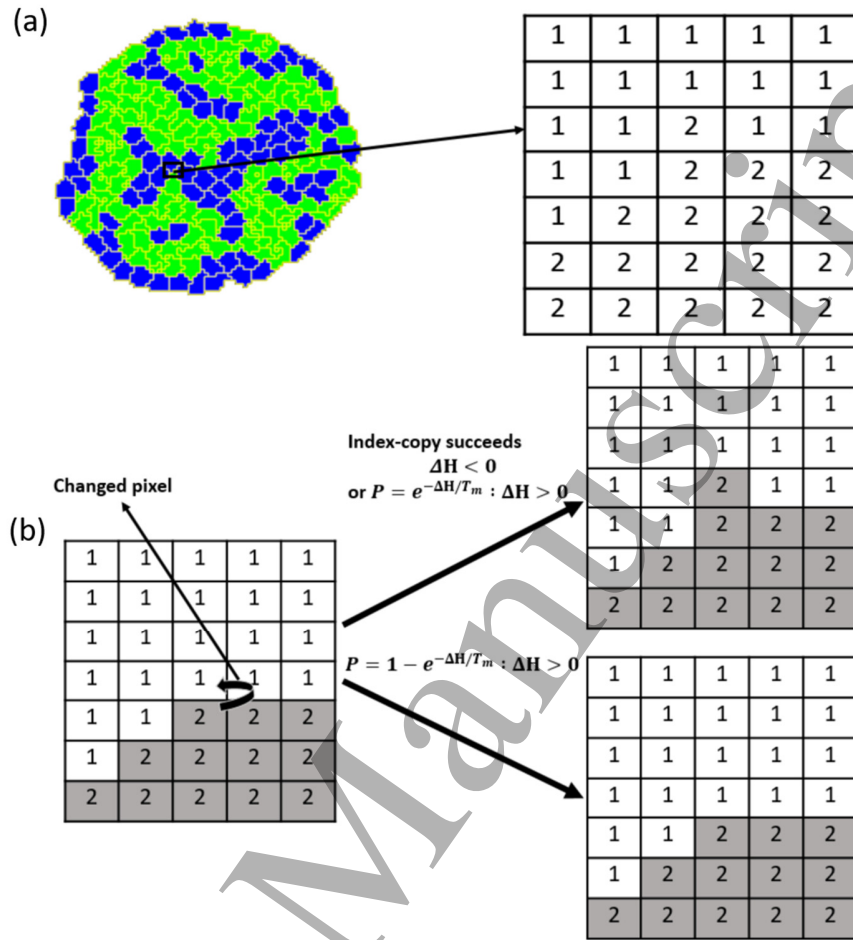 (a)
1 1 1 1 1
1 1 1 1 1
1 1 2 1 1
1 1 2 2 2
1 2 2 2 2
2 2 2 2 2
2 2 2 2 2
1 1 1 1 1
1 1 1 1 1
1 1 1 1 1
1 1 2 1 1
1 1 2 2 2
1 2 2 2 2
2 2 2 2 2
Index-copy succeeds
ΔH < 0
or P = e^{-ΔH/T_m} : ΔH > 0
Changed pixel
(b)
1 1 1 1 1
1 1 1 1 1
1 1 1 1 1
1 1 1 1 1
1 1 2 2 2
1 2 2 2 2
2 2 2 2 2
P = 1 − e^{-ΔH/T_m} : ΔH > 0
1 1 1 1 1
1 1 1 1 1
1 1 1 1 1
1 1 1 1 1
1 1 2 2 2
1 2 2 2 2
2 2 2 2 2
Manuscrip